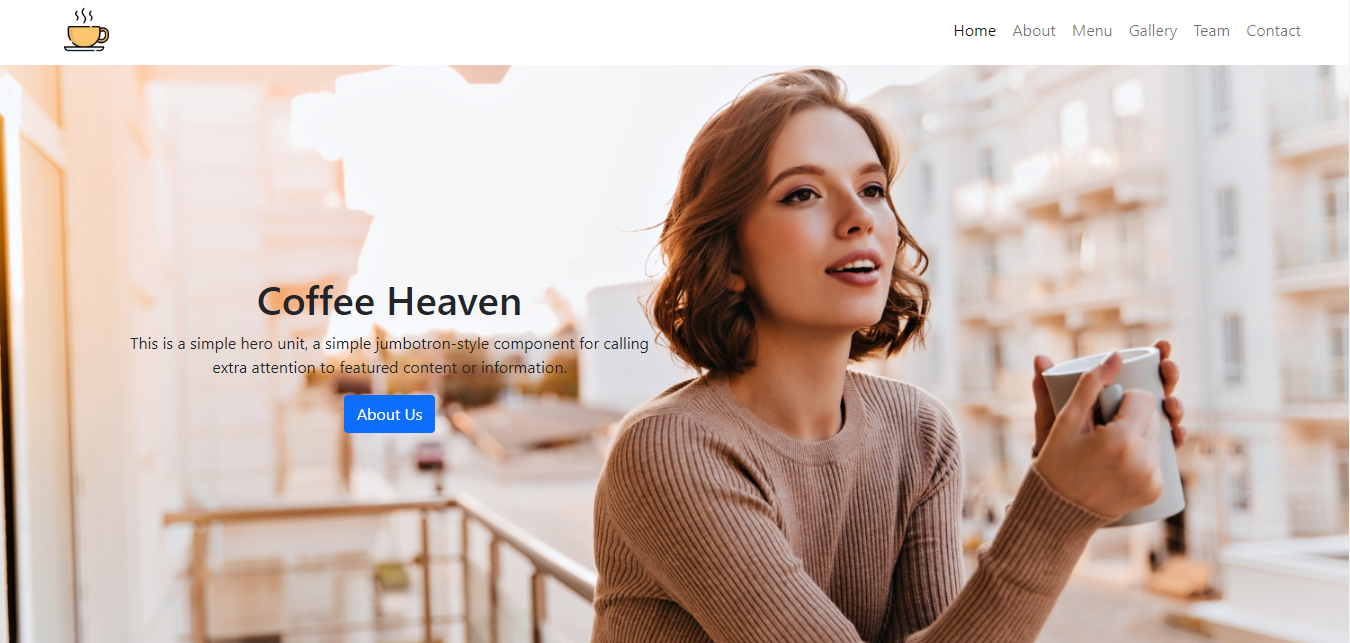 Home About Menu Gallery Team Contact
Coffee Heaven
This is a simple hero unit, a simple jumbotron-style component for calling
extra attention to featured content or information.
About Us